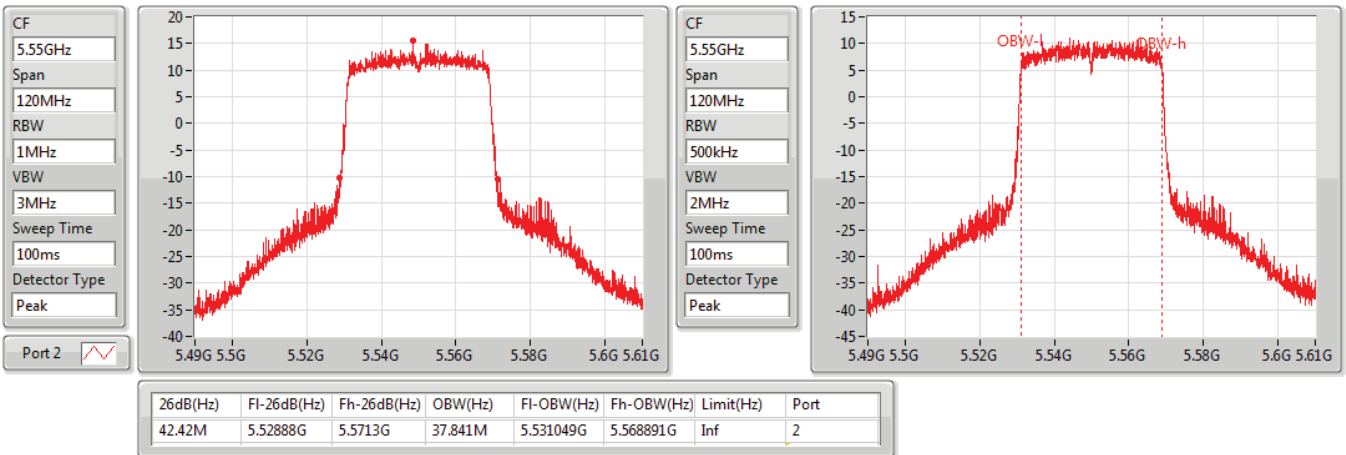 CF
5.55GHz
Span
120MHz
RBW
1MHz
VBW
3MHz
Sweep Time
100ms
Detector Type
Peak
Port 2
20
15
10
5
0
-5
-10
-15
-20
-25
-30
-35
-40
5.49G 5.5G 5.52G 5.54G 5.56G 5.58G 5.6G 5.61G
CF
5.55GHz
Span
120MHz
RBW
500kHz
VBW
2MHz
Sweep Time
100ms
Detector Type
Peak
15
10
5
0
-5
-10
-15
-20
-25
-30
-35
-40
-45
OBW-l OBW-h
5.49G 5.5G 5.52G 5.54G 5.56G 5.58G 5.6G 5.61G
26dB(Hz) Fl-26dB(Hz) Fh-26dB(Hz) OBW(Hz) Fl-OBW(Hz) Fh-OBW(Hz) Limit(Hz) Port
42.42M 5.52888G 5.5713G 37.841M 5.531049G 5.568891G Inf 2